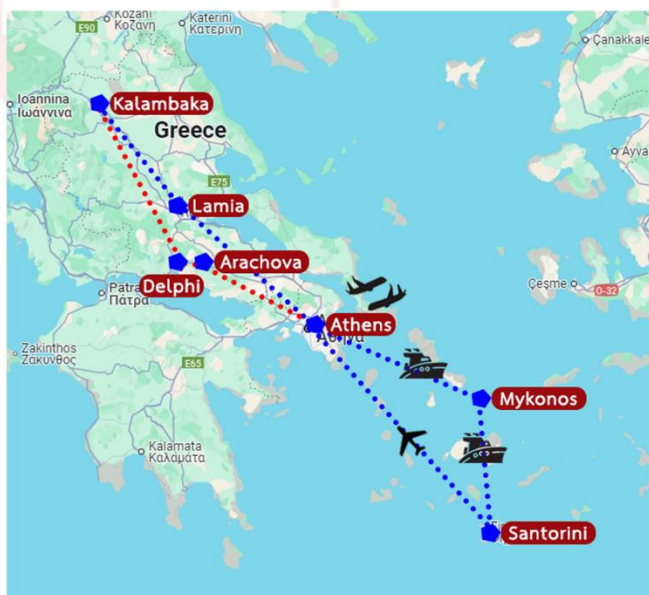 Kozani
Κοζάνη
Katerini
Κατερίνη
E90
Çanakkale
Ioannina
Ιωάννινα
Kalambaka
Greece
Ayva
E75
Lamia
Arachova
Delphi
Patra
Πάτρα
Çeşme
O-32
Athens
Αθήνα
Zakinthos
Ζάκυνθος
E65
Mykonos
Kalamata
Καλαμάτα
Santorini